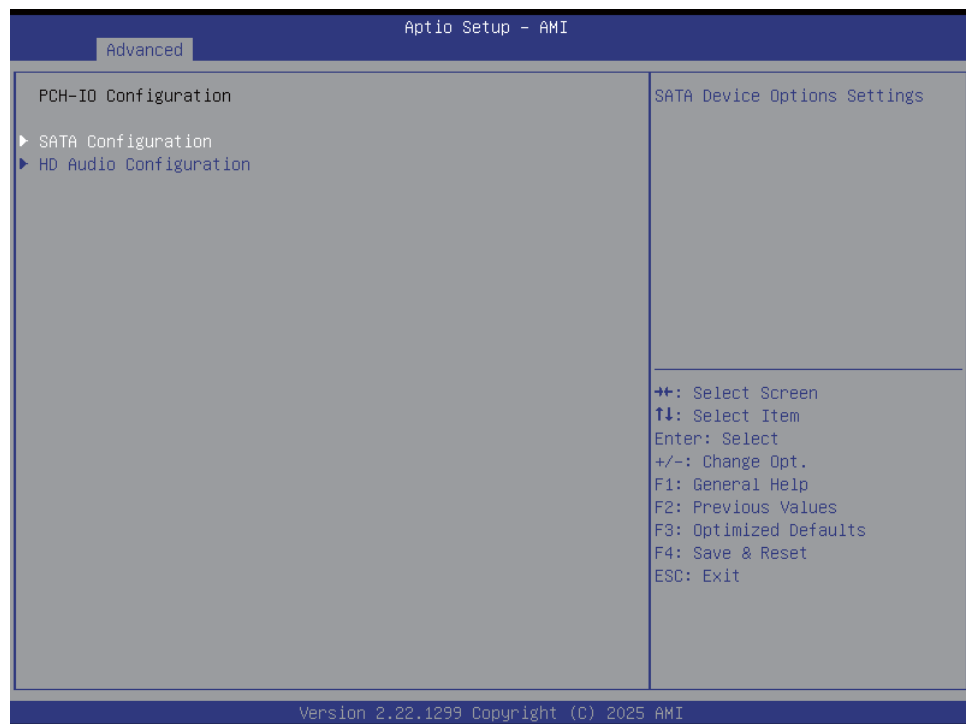 Aptio Setup – AMI
Advanced
PCH-IO Configuration
SATA Configuration
HD Audio Configuration
SATA Device Options Settings
→←: Select Screen
↑↓: Select Item
Enter: Select
+/-: Change Opt.
F1: General Help
F2: Previous Values
F3: Optimized Defaults
F4: Save & Reset
ESC: Exit
Version 2.22.1299 Copyright (C) 2025 AMI